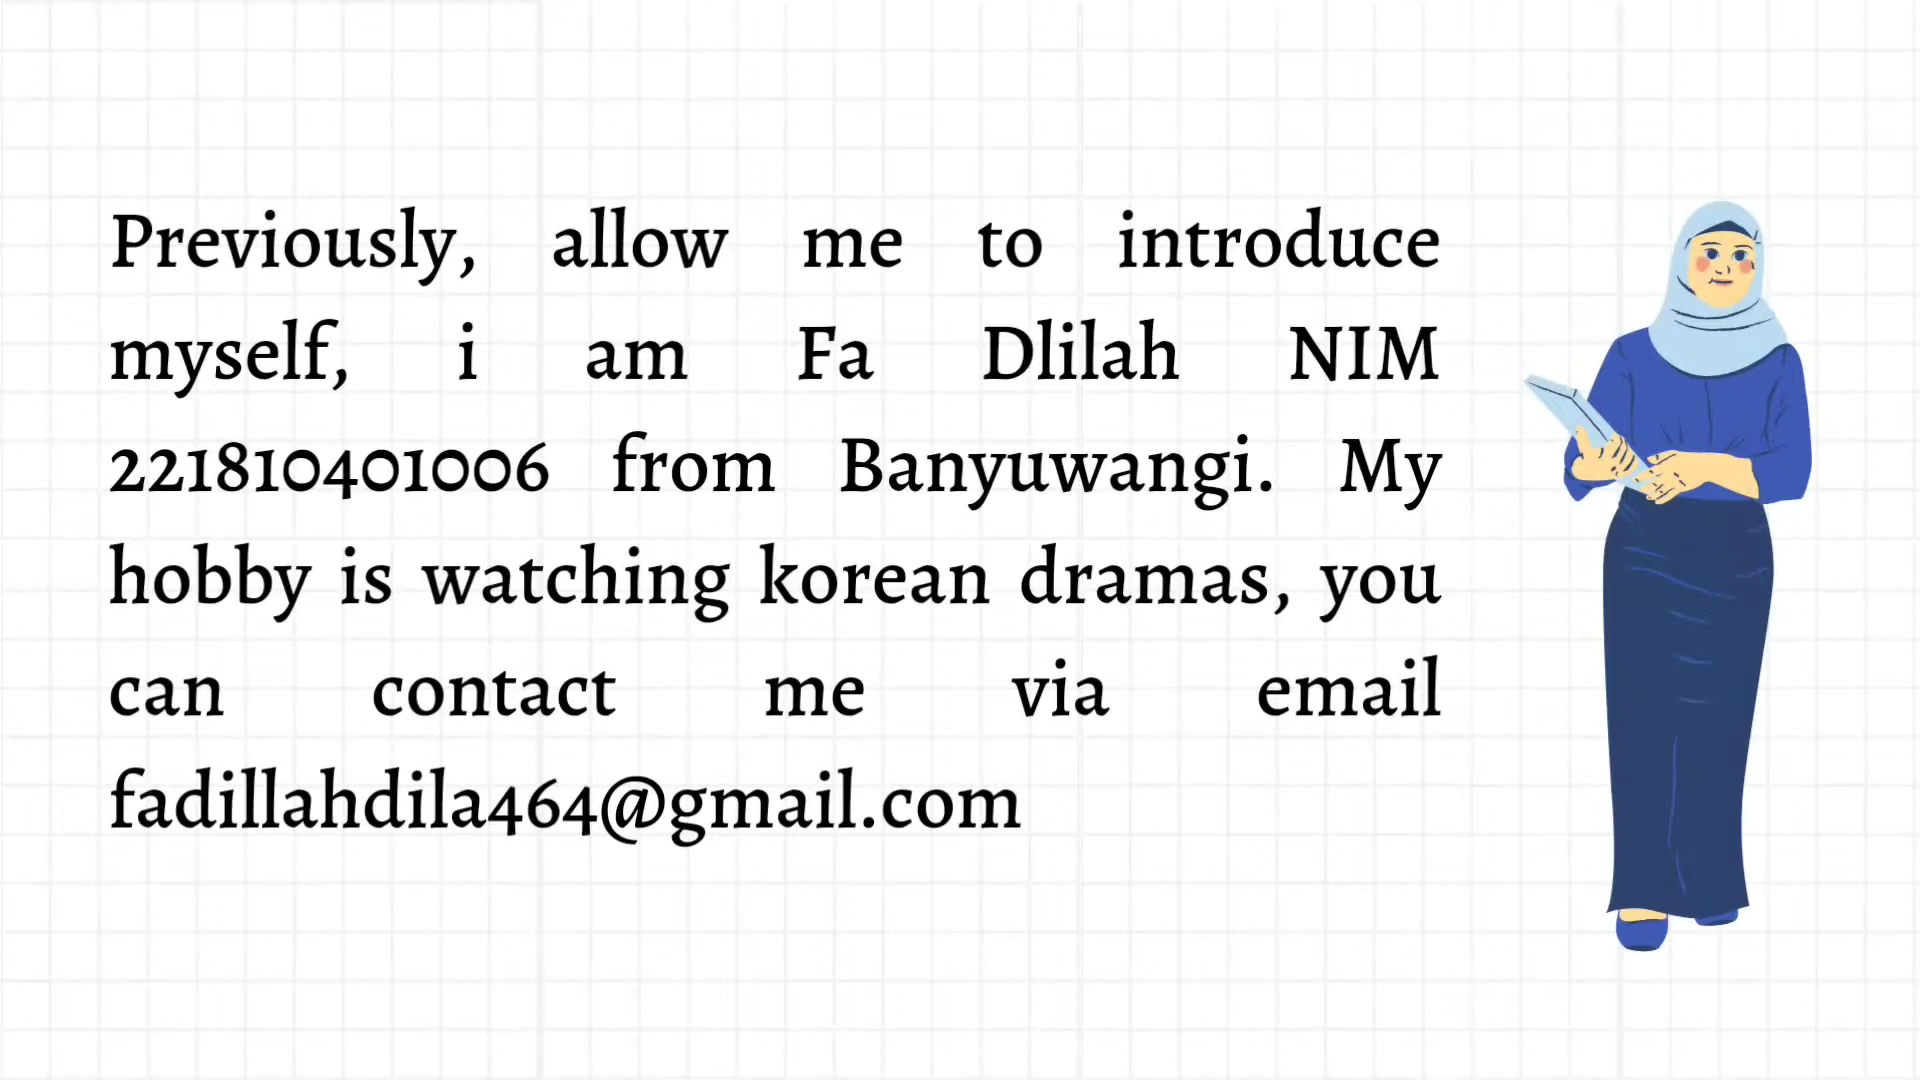 Previously, allow me to introduce
myself, i am Fa Dlilah NIM
221810401006 from Banyuwangi. My
hobby is watching korean dramas, you
can contact me via email
fadillahdila464@gmail.com